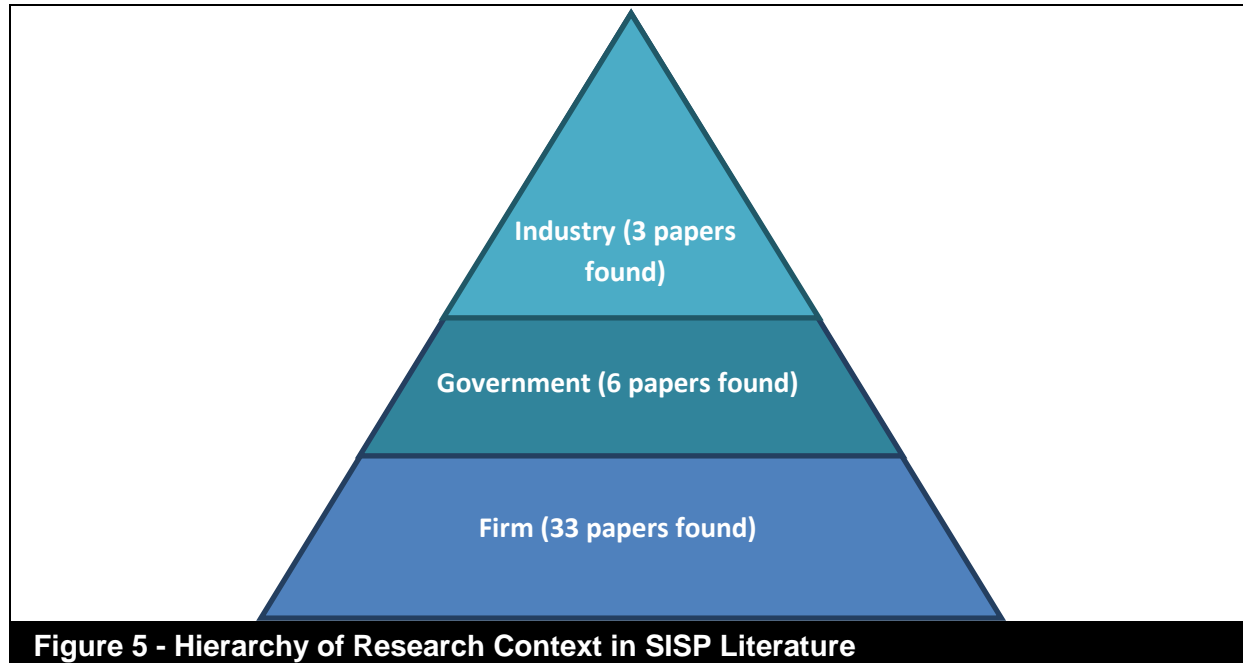 Industry (3 papers
found)
Government (6 papers found)
Firm (33 papers found)
Figure 5 - Hierarchy of Research Context in SISP Literature